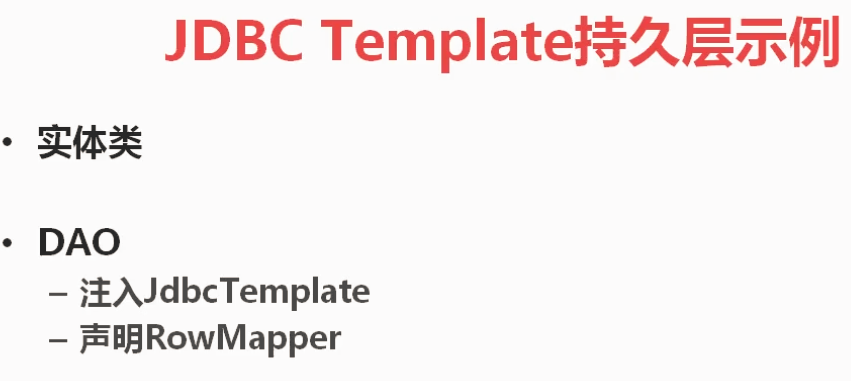 JDBC Template持久层示例
• 实体类
• DAO
– 注入JdbcTemplate
– 声明RowMapper